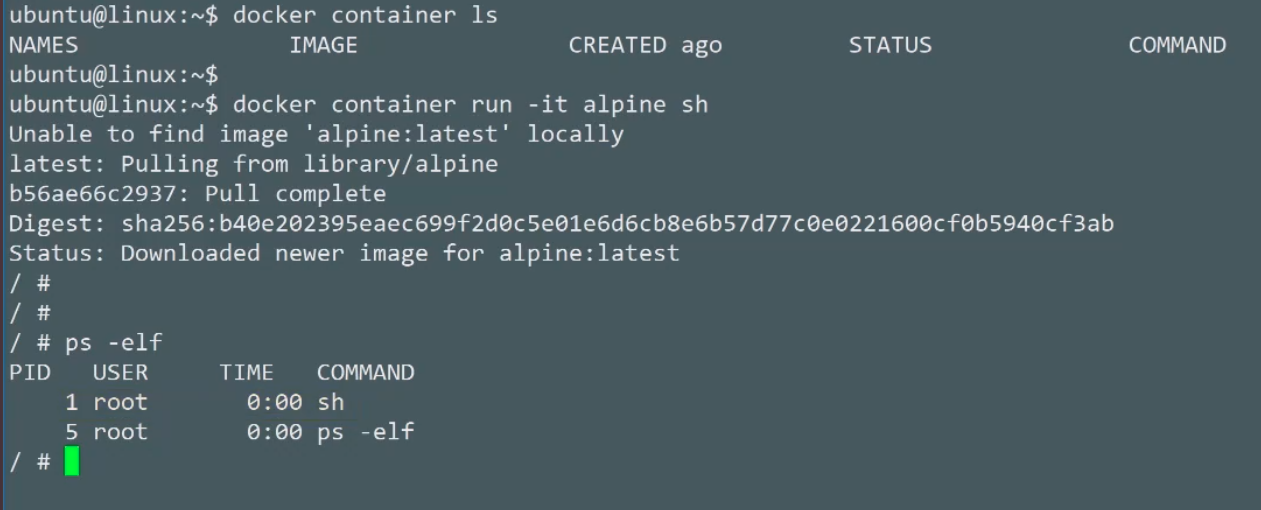 ubuntu@linux:~$ docker container ls
NAMES IMAGE CREATED ago STATUS COMMAND
ubuntu@linux:~$
ubuntu@linux:~$ docker container run -it alpine sh
Unable to find image 'alpine:latest' locally
latest: Pulling from library/alpine
b56ae66c2937: Pull complete
Digest: sha256:b40e202395eaec699f2d0c5e01e6d6cb8e6b57d77c0e0221600cf0b5940cf3ab
Status: Downloaded newer image for alpine:latest
/ #
/ #
/ # ps -elf
PID USER TIME COMMAND
1 root 0:00 sh
5 root 0:00 ps -elf
/ #